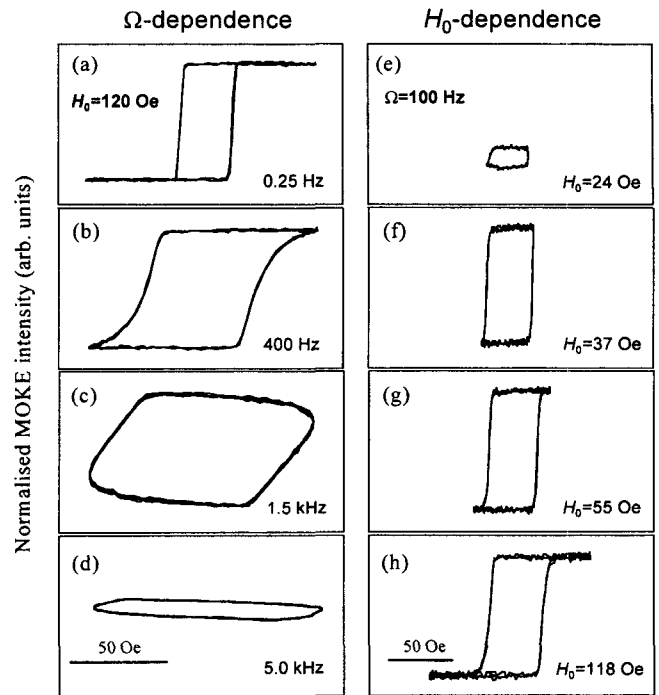 Ω-dependence
H₀-dependence
Normalised MOKE intensity (arb. units)
(a)
H₀=120 Oe
0.25 Hz
(b)
400 Hz
(c)
1.5 kHz
(d)
50 Oe
5.0 kHz
(e)
Ω=100 Hz
H₀=24 Oe
(f)
H₀=37 Oe
(g)
H₀=55 Oe
(h)
50 Oe
H₀=118 Oe